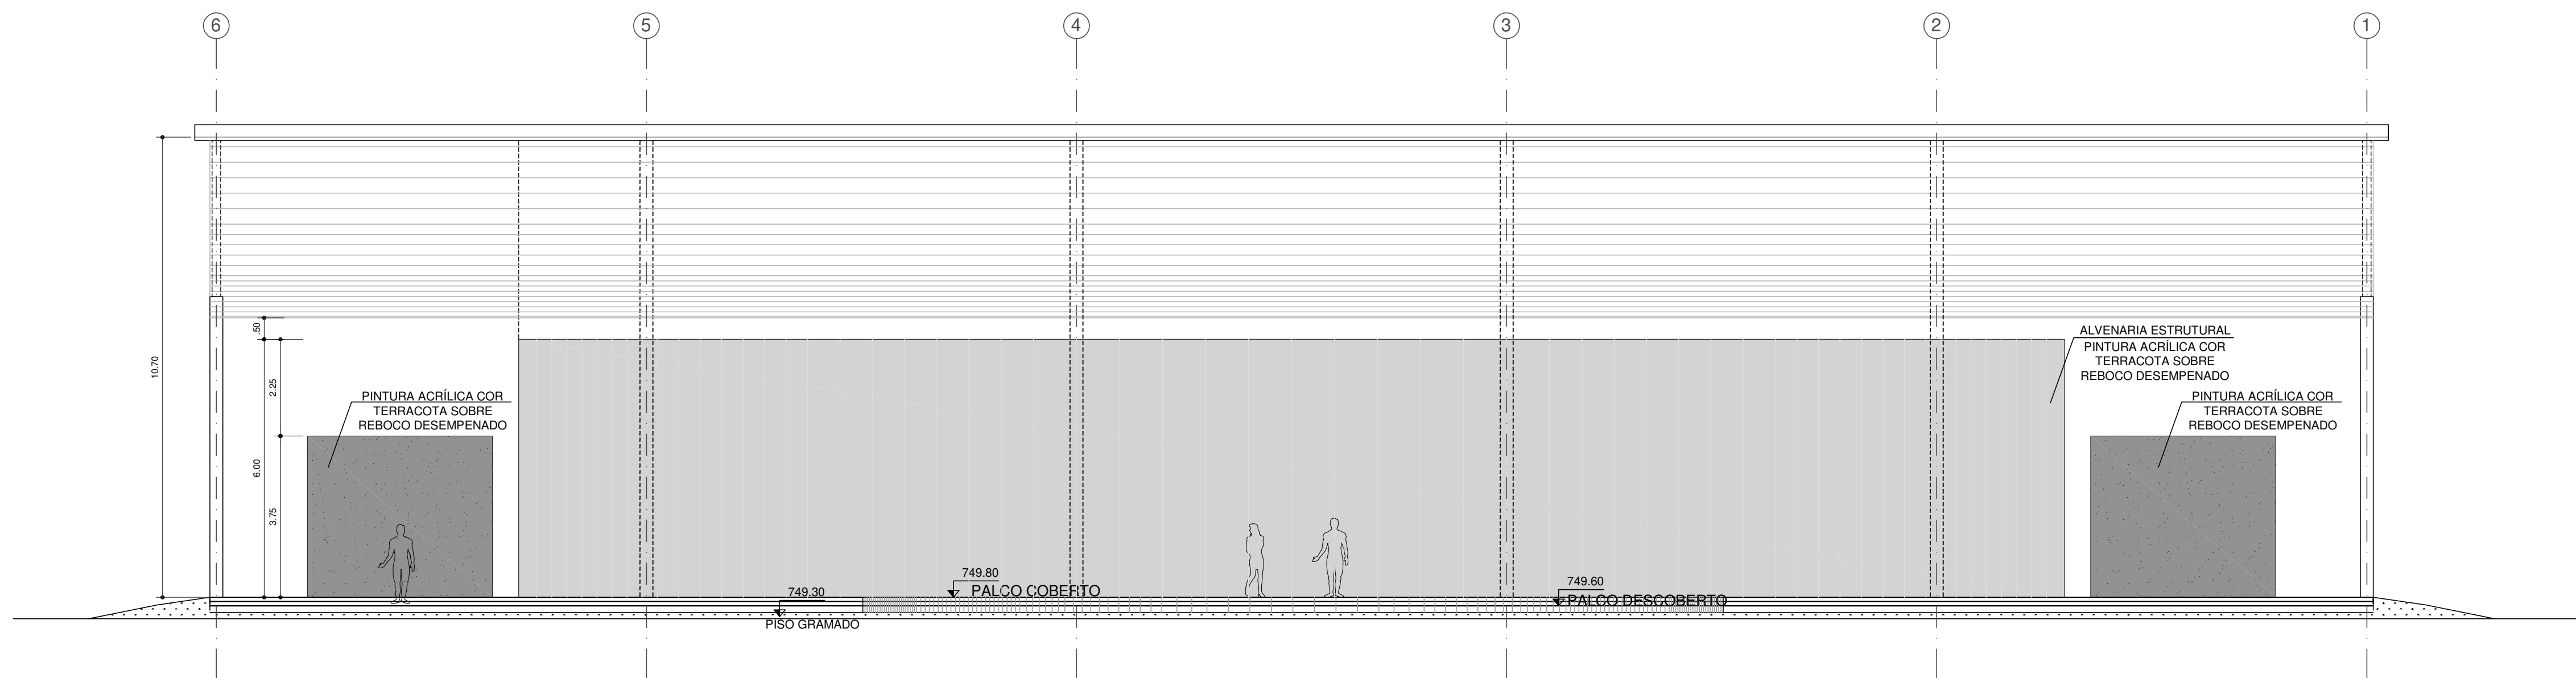 6
5
4
3
2
1
10.70
.50
2.25
6.00
3.75
PINTURA ACRÍLICA COR
TERRACOTA SOBRE
REBOCO DESEMPENADO
ALVENARIA ESTRUTURAL
PINTURA ACRÍLICA COR
TERRACOTA SOBRE
REBOCO DESEMPENADO
PINTURA ACRÍLICA COR
TERRACOTA SOBRE
REBOCO DESEMPENADO
749.30
PISO GRAMADO
749.80
PALCO COBERTO
749.60
PALCO DESCOBERTO